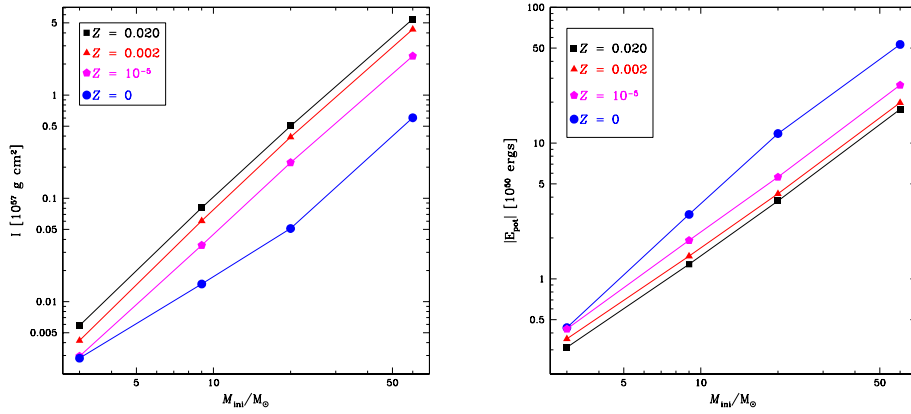 5
1
0.5
0.1
0.05
0.01
0.005
I [10⁵⁷ g cm²]
Z = 0.020
Z = 0.002
Z = 10⁻⁵
Z = 0
5
10
50
M_ini/M_⊙
100
50
10
5
1
0.5
|E_pot| [10⁵⁰ ergs]
Z = 0.020
Z = 0.002
Z = 10⁻⁵
Z = 0
5
10
50
M_ini/M_⊙